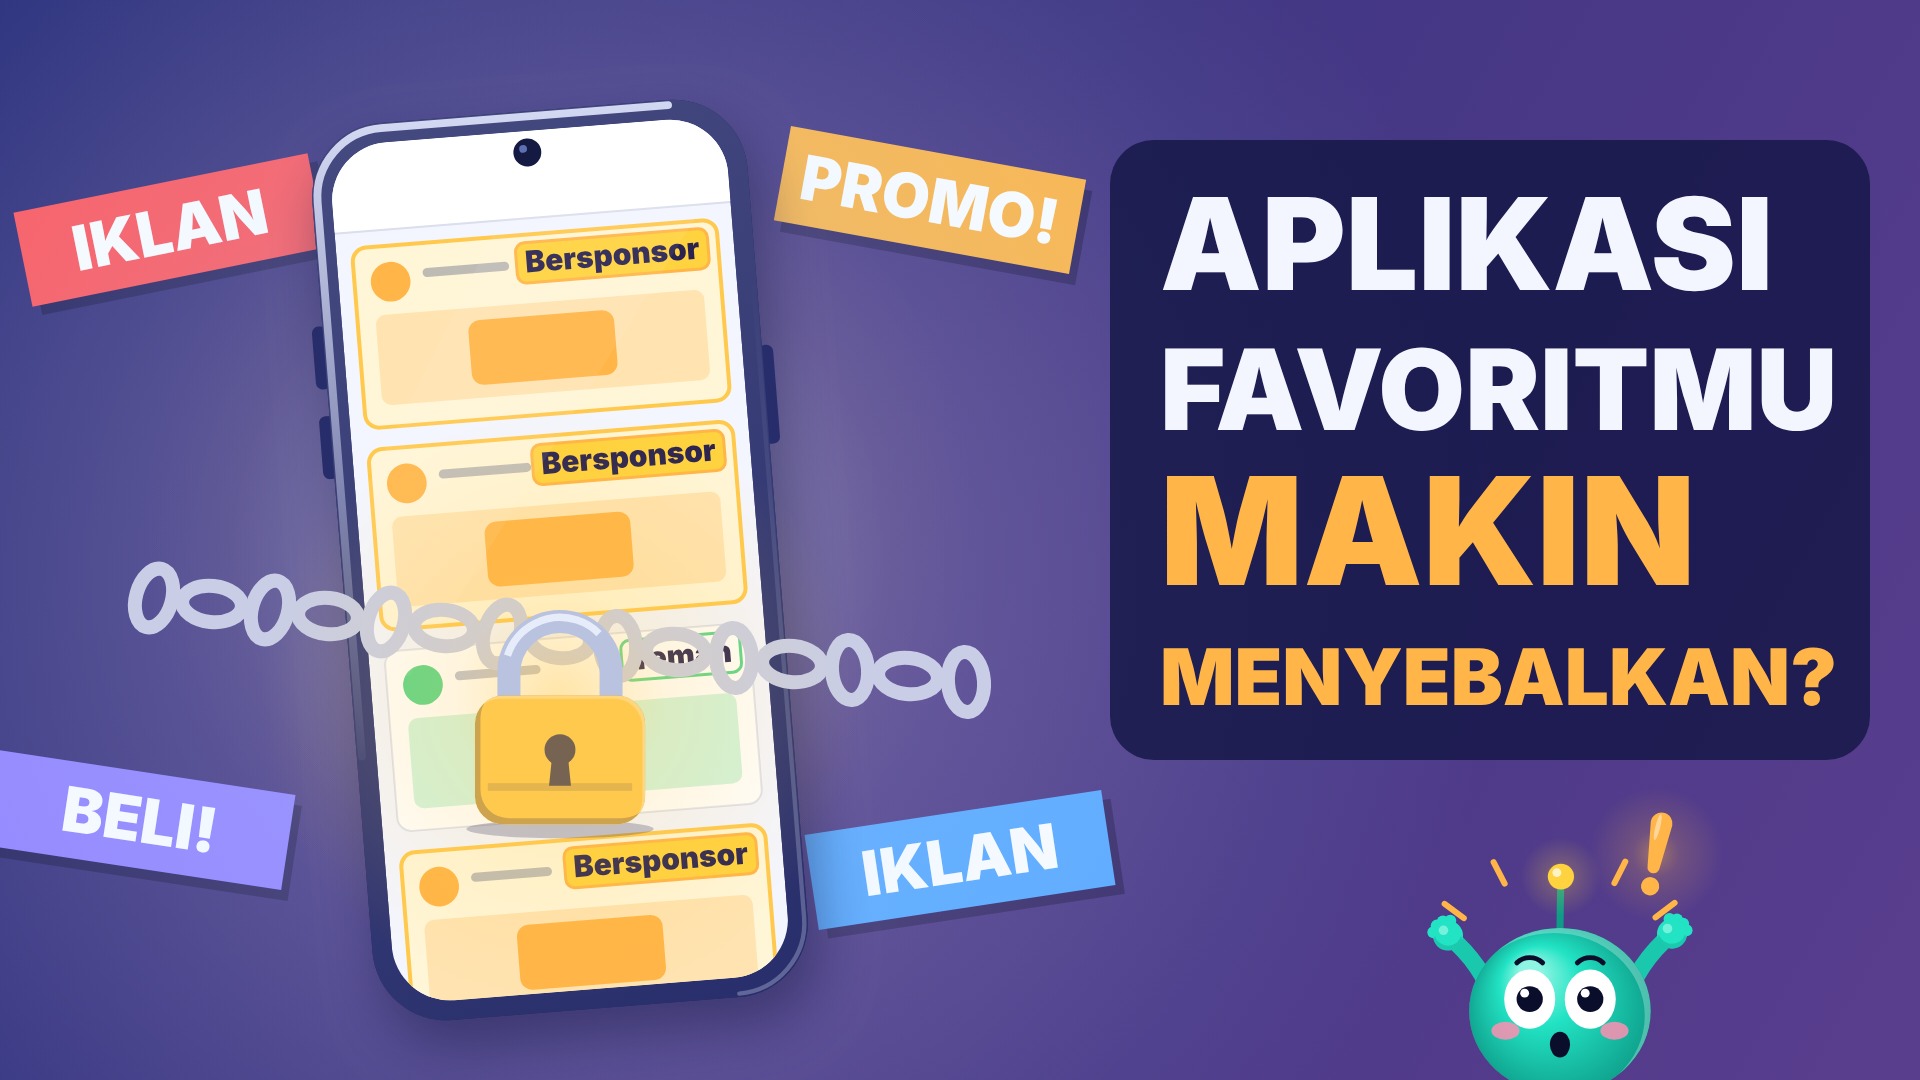 IKLAN
PROMO!
Bersponsor
Bersponsor
Bersponsor
BELI!
IKLAN
APLIKASI
FAVORITMU
MAKIN
MENYEBALKAN?